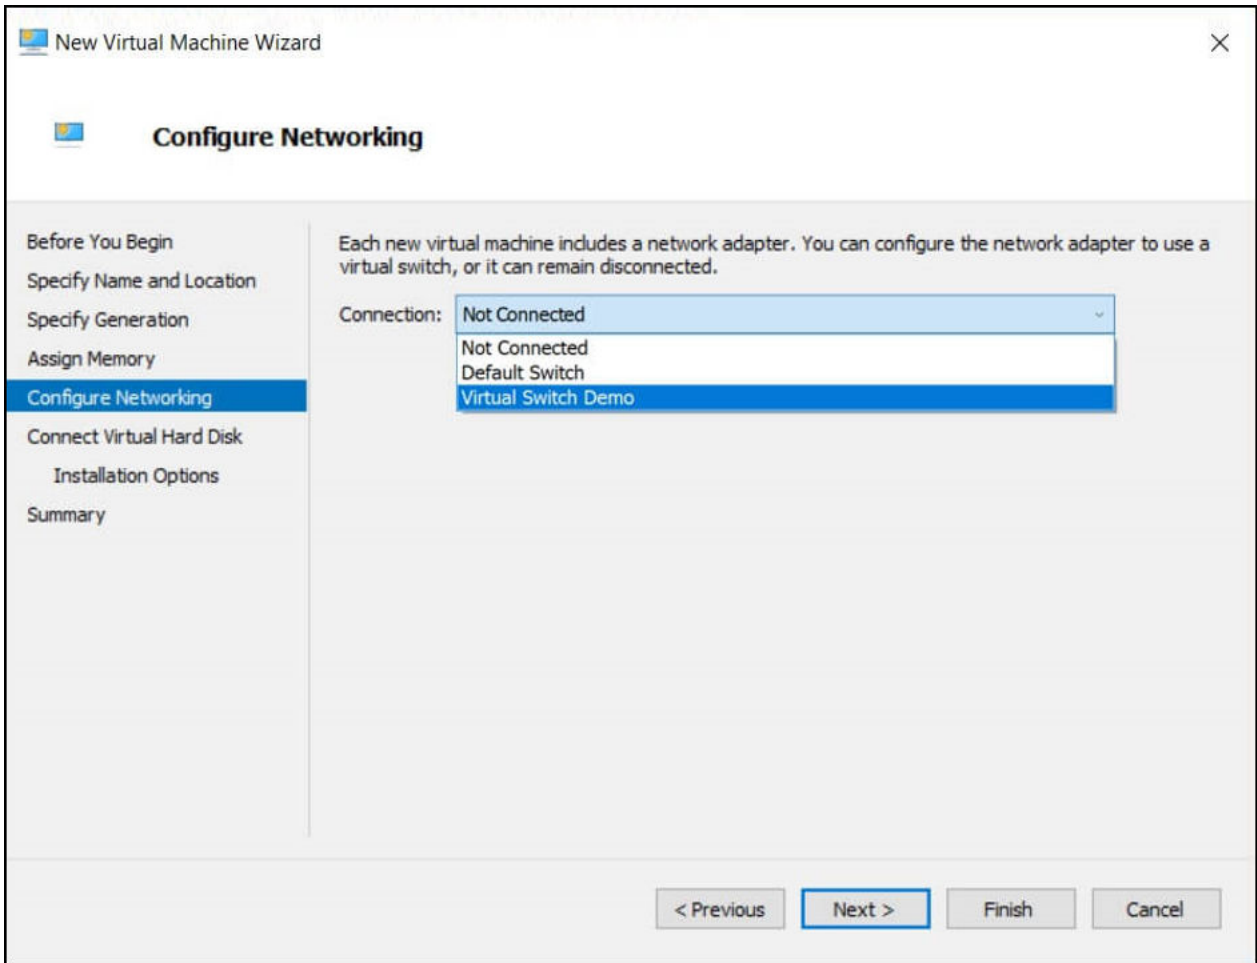 New Virtual Machine Wizard
Configure Networking
Before You Begin
Specify Name and Location
Specify Generation
Assign Memory
Configure Networking
Connect Virtual Hard Disk
Installation Options
Summary
Each new virtual machine includes a network adapter. You can configure the network adapter to use a
virtual switch, or it can remain disconnected.
Connection: Not Connected
Not Connected
Default Switch
Virtual Switch Demo
< Previous
Next >
Finish
Cancel